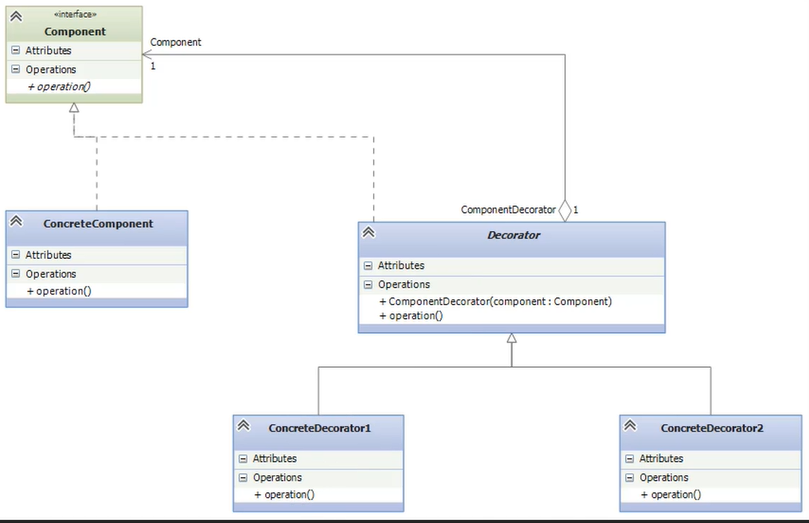 «interface»
Component
Attributes
Operations
+ operation()
Component
1
ConcreteComponent
Attributes
Operations
+ operation()
ComponentDecorator 1
Decorator
Attributes
Operations
+ ComponentDecorator(component : Component)
+ operation()
ConcreteDecorator1
Attributes
Operations
+ operation()
ConcreteDecorator2
Attributes
Operations
+ operation()